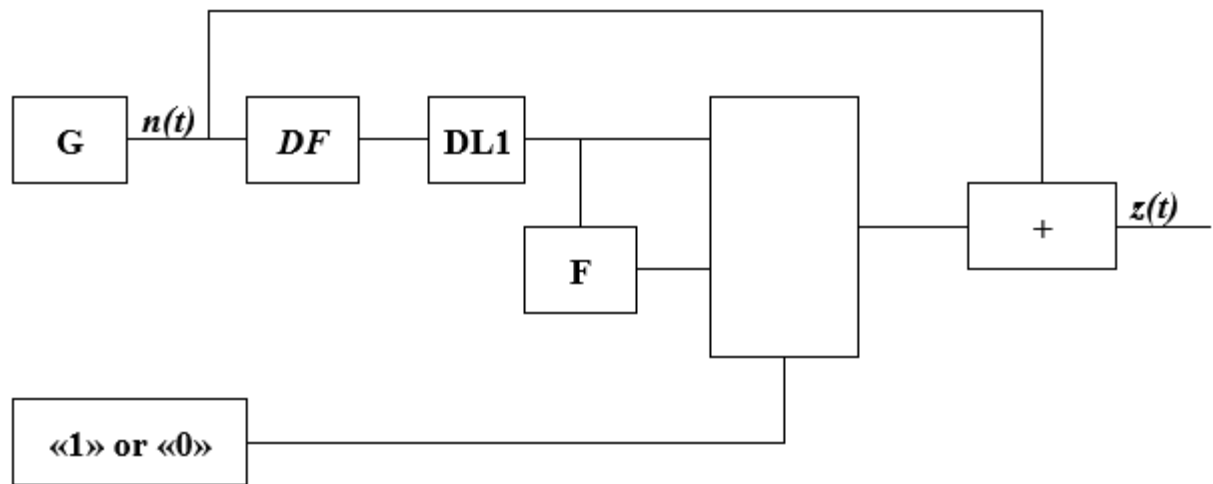 G
n(t)
DF
DL1
F
+
z(t)
«1» or «0»